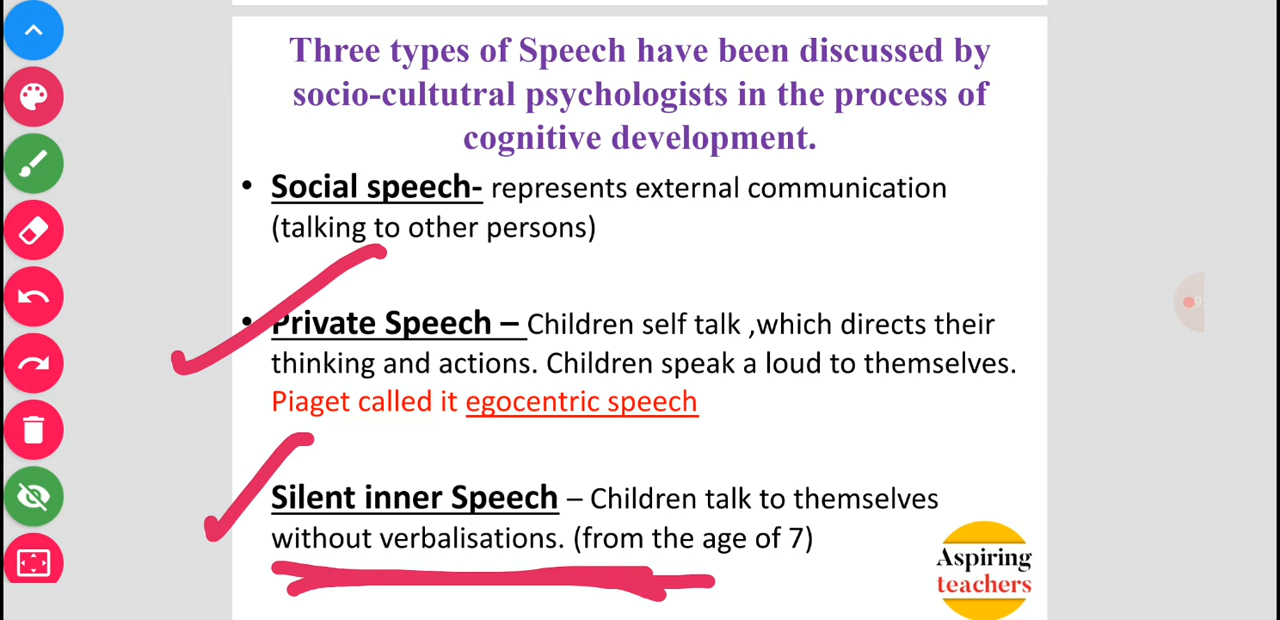 Three types of Speech have been discussed by
socio-cultutral psychologists in the process of
cognitive development.
• Social speech- represents external communication
(talking to other persons)
• Private Speech – Children self talk ,which directs their
thinking and actions. Children speak a loud to themselves.
Piaget called it egocentric speech
Silent inner Speech – Children talk to themselves
without verbalisations. (from the age of 7)
Aspiring
teachers